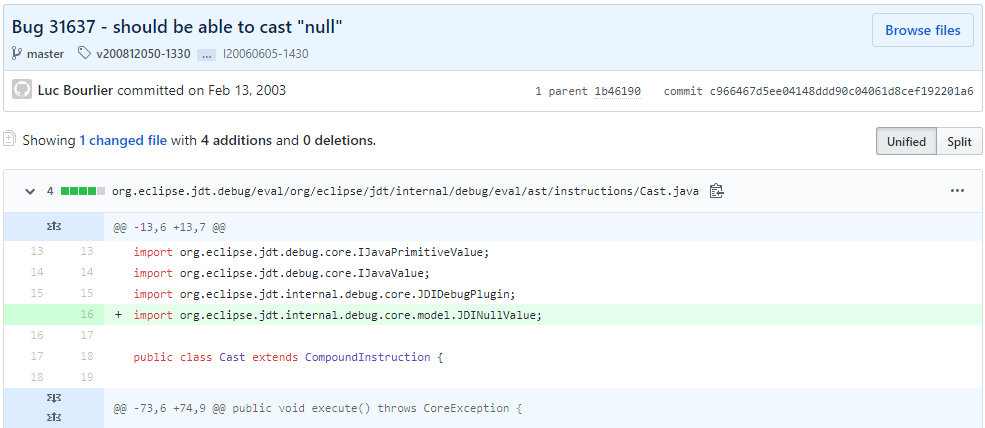 Bug 31637 - should be able to cast "null"
Browse files
master v200812050-1330 ... I20060605-1430
Luc Bourlier committed on Feb 13, 2003 1 parent 1b46190 commit c966467d5ee04148ddd90c04061d8cef192201a6
Showing 1 changed file with 4 additions and 0 deletions.
Unified Split
4 org.eclipse.jdt.debug/eval/org/eclipse/jdt/internal/debug/eval/ast/instructions/Cast.java
@@ -13,6 +13,7 @@
13 13 import org.eclipse.jdt.debug.core.IJavaPrimitiveValue;
14 14 import org.eclipse.jdt.debug.core.IJavaValue;
15 15 import org.eclipse.jdt.internal.debug.core.JDIDebugPlugin;
16 + import org.eclipse.jdt.internal.debug.core.model.JDINullValue;
16 17
17 18 public class Cast extends CompoundInstruction {
18 19
@@ -73,6 +74,9 @@ public void execute() throws CoreException {